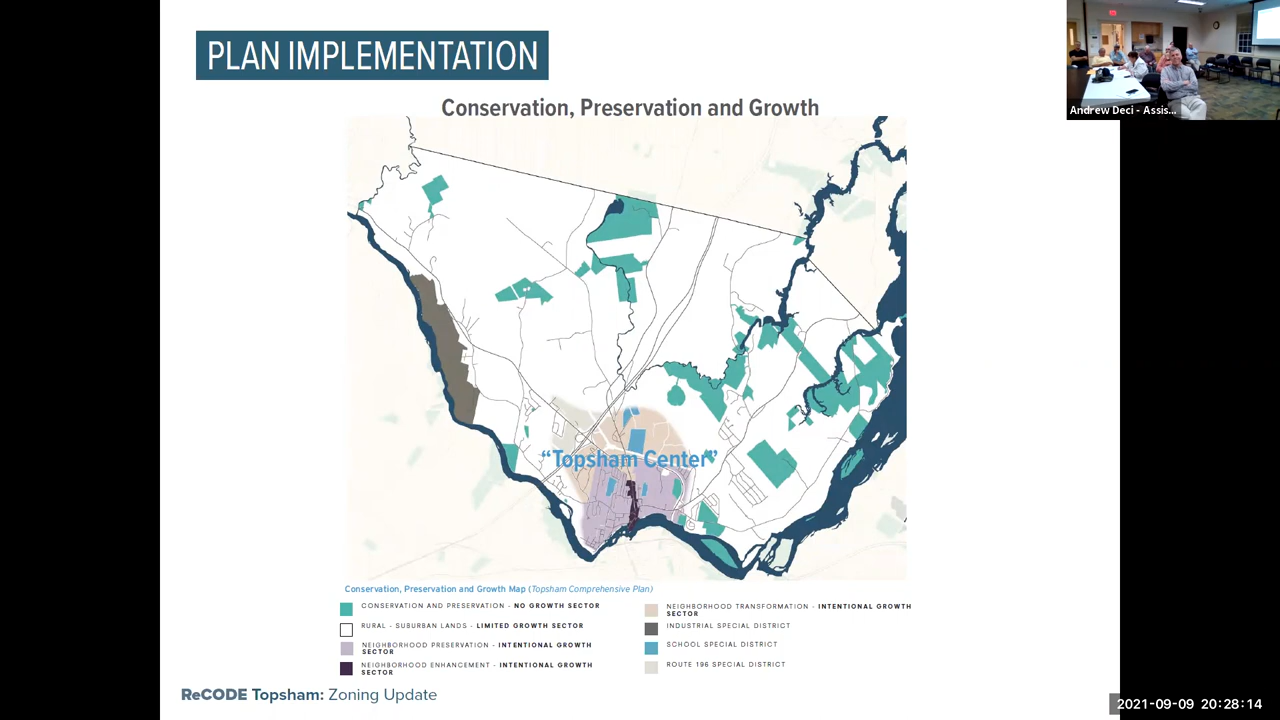 PLAN IMPLEMENTATION
Andrew Deci - Assis...
Conservation, Preservation and Growth
“Topsham Center”
Conservation, Preservation and Growth Map (Topsham Comprehensive Plan)
CONSERVATION AND PRESERVATION - NO GROWTH SECTOR
RURAL - SUBURBAN LANDS - LIMITED GROWTH SECTOR
NEIGHBORHOOD PRESERVATION - INTENTIONAL GROWTH
SECTOR
NEIGHBORHOOD ENHANCEMENT - INTENTIONAL GROWTH
SECTOR
NEIGHBORHOOD TRANSFORMATION - INTENTIONAL GROWTH
SECTOR
INDUSTRIAL SPECIAL DISTRICT
SCHOOL SPECIAL DISTRICT
ROUTE 196 SPECIAL DISTRICT
ReCODE Topsham: Zoning Update
2021-09-09 20:28:14